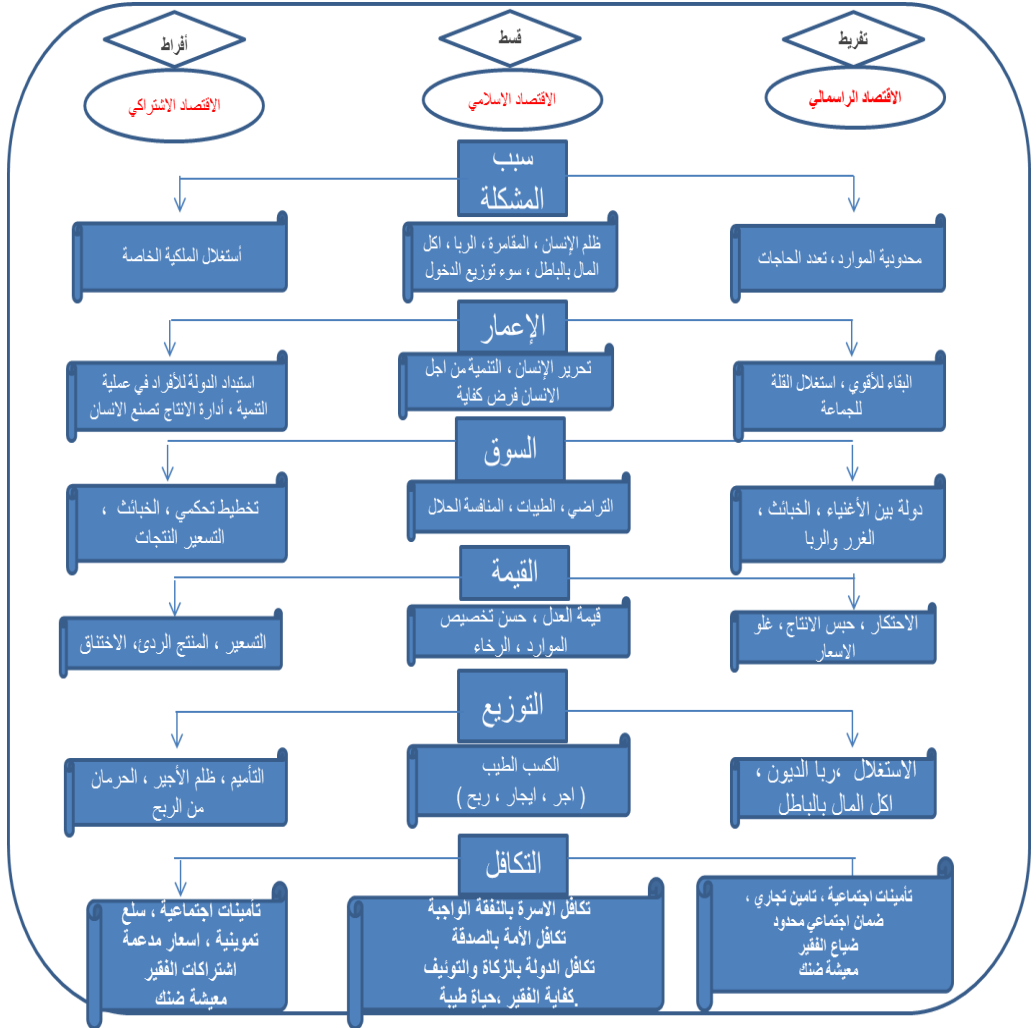 تفريط
قسط
أفراط
الاقتصاد الراسمالي
الاقتصاد الاسلامي
الاقتصاد الاشتراكي
سبب
المشكلة
محدودية الموارد ، تعدد الحاجات
ظلم الإنسان ، المقامرة ، الربا ، اكل
المال بالباطل ، سوء توزيع الدخول
أستغلال الملكية الخاصة
الإعمار
البقاء للأقوي ، استغلال القلة
للجماعة
تحرير الإنسان ، التنمية من اجل
الانسان فرض كفاية
استبداد الدولة للأفراد في عملية
التنمية ، أدارة الانتاج تصنع الانسان
السوق
دولة بين الأغنياء ، الخبائث ،
الغرر والربا
التراضي ، الطيبات ، المنافسة الحلال
تخطيط تحكمي ، الخبائث ،
التسعير النتجات
القيمة
الاحتكار ، حبس الانتاج ، غلو
الاسعار
قيمة العدل ، حسن تخصيص
الموارد ، الرخاء
التسعير ، المنتج الردئ، الاختناق
التوزيع
الاستغلال ،ربا الديون ،
اكل المال بالباطل
الكسب الطيب
( اجر ، ايجار ، ربح )
التأميم ، ظلم الأجير ، الحرمان
من الربح
التكافل
تأمينات اجتماعية ، تامين تجاري ،
ضمان اجتماعي محدود
ضياع الفقير
معيشة ضنك
تكافل الاسرة بالنفقة الواجبة
تكافل الأمة بالصدقة
تكافل الدولة بالزكاة والتوئيف
كفاية الفقير ،حياة طيبة.
تأمينات اجتماعية ، سلع
تموينية ، اسعار مدعمة
اشتراكات الفقير
معيشة ضنك